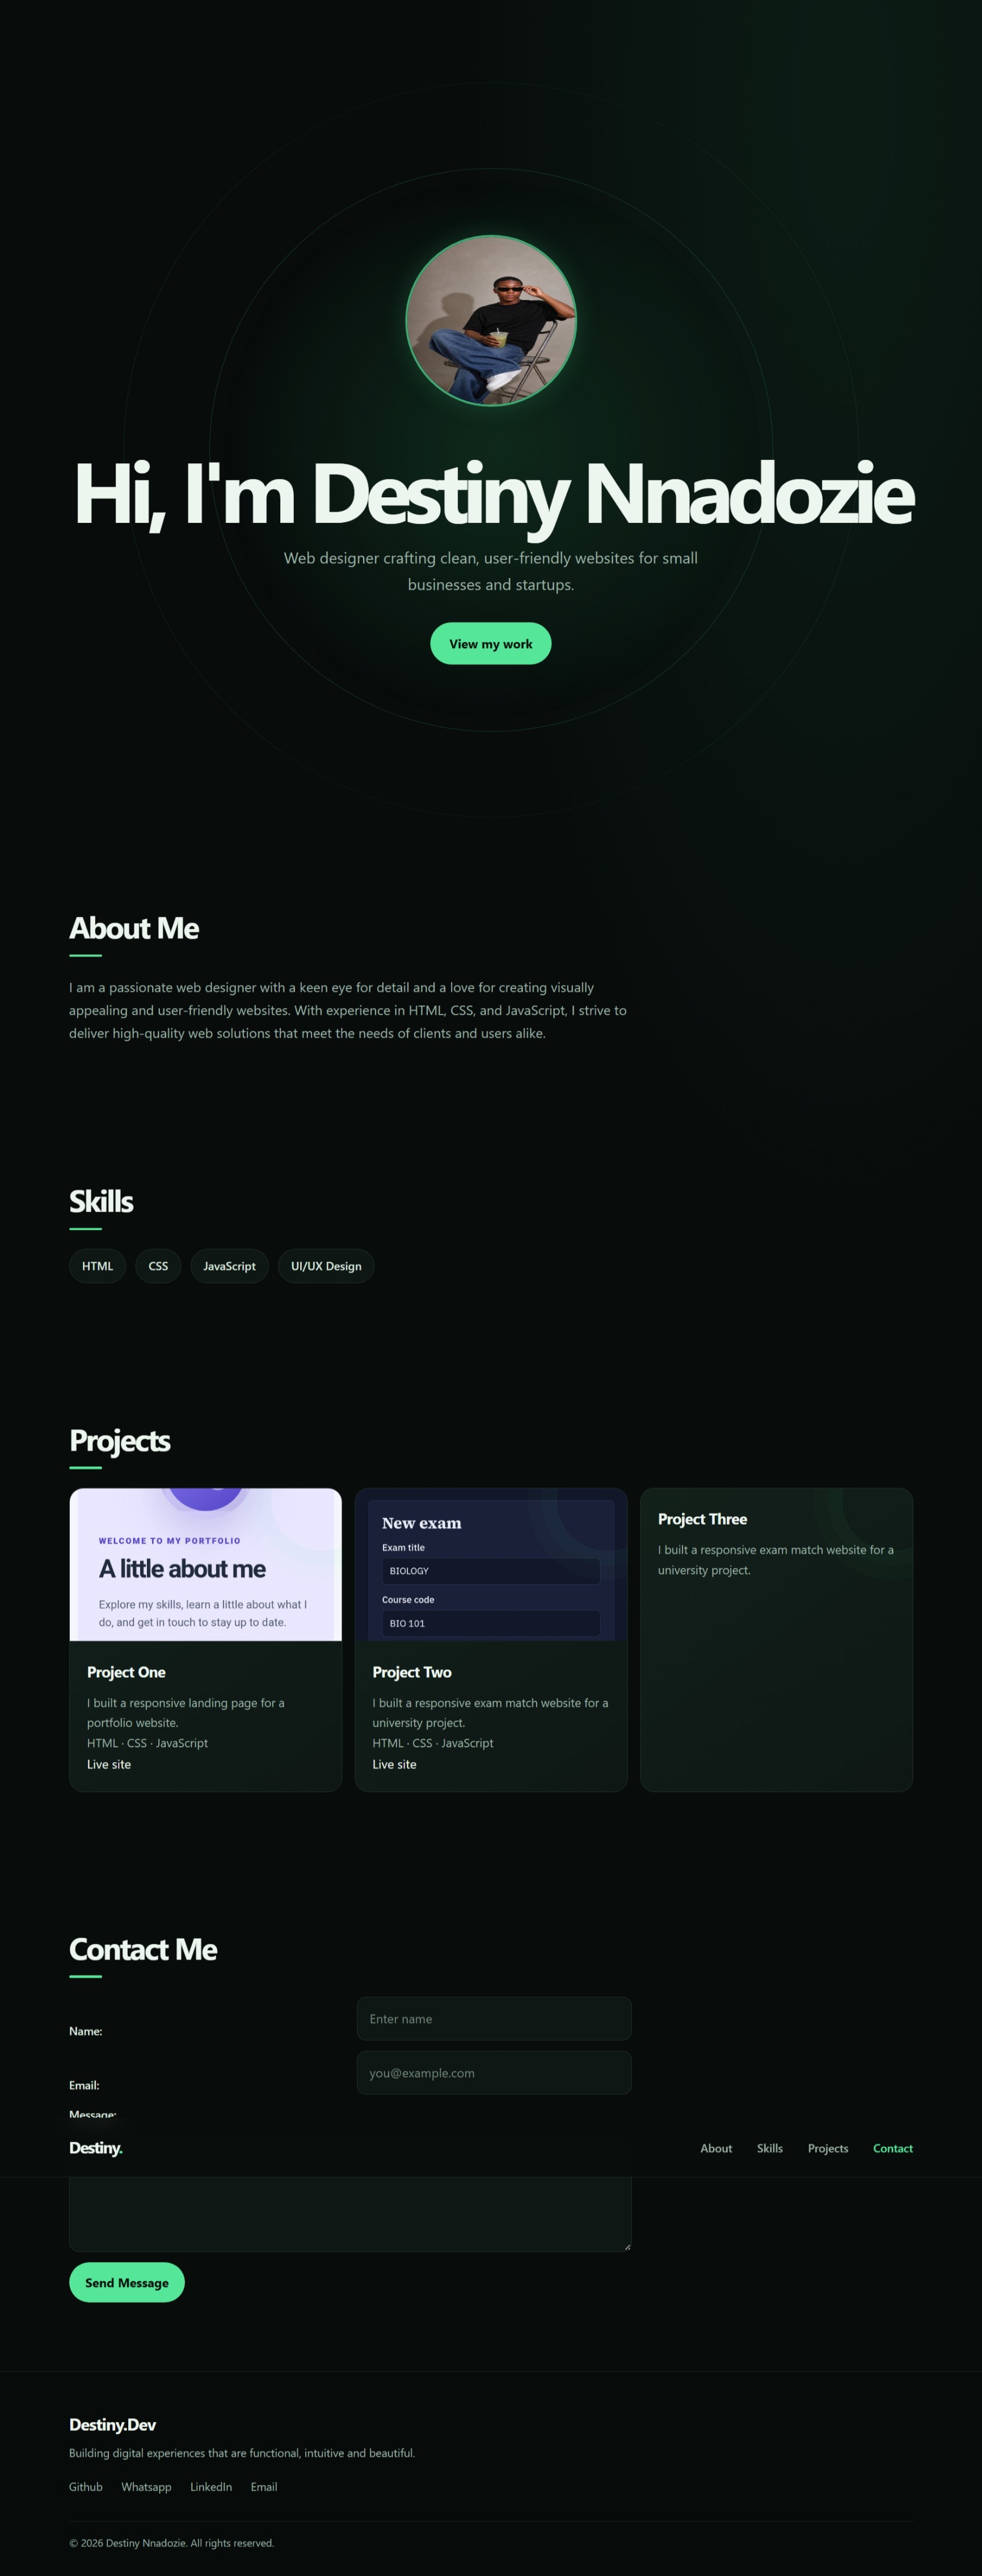 Hi, I'm Destiny Nnadozie
Web designer crafting clean, user-friendly websites for small
businesses and startups.
View my work
About Me
I am a passionate web designer with a keen eye for detail and a love for creating visually
appealing and user-friendly websites. With experience in HTML, CSS, and JavaScript, I strive to
deliver high-quality web solutions that meet the needs of clients and users alike.
Skills
HTML
CSS
JavaScript
UI/UX Design
Projects
WELCOME TO MY PORTFOLIO
A little about me
Explore my skills, learn a little about what I
do, and get in touch to stay up to date.
Project One
I built a responsive landing page for a
portfolio website.
HTML · CSS · JavaScript
Live site
New exam
Exam title
BIOLOGY
Course code
BIO 101
Project Two
I built a responsive exam match website for a
university project.
HTML · CSS · JavaScript
Live site
Project Three
I built a responsive exam match website for a
university project.
Contact Me
Name:
Enter name
Email:
you@example.com
Message:
Destiny.
About
Skills
Projects
Contact
Send Message
Destiny.Dev
Building digital experiences that are functional, intuitive and beautiful.
Github
Whatsapp
LinkedIn
Email
© 2026 Destiny Nnadozie. All rights reserved.